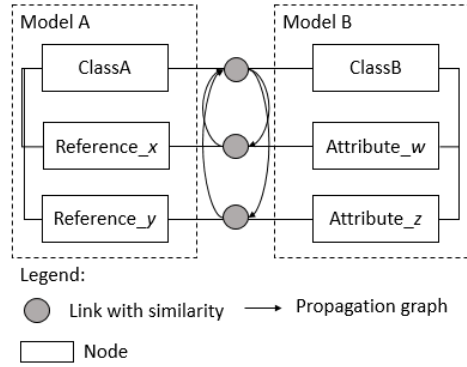 Model A
Model B
ClassA
ClassB
Reference_x
Attribute_w
Reference_y
Attribute_z
Legend:
Link with similarity
Propagation graph
Node